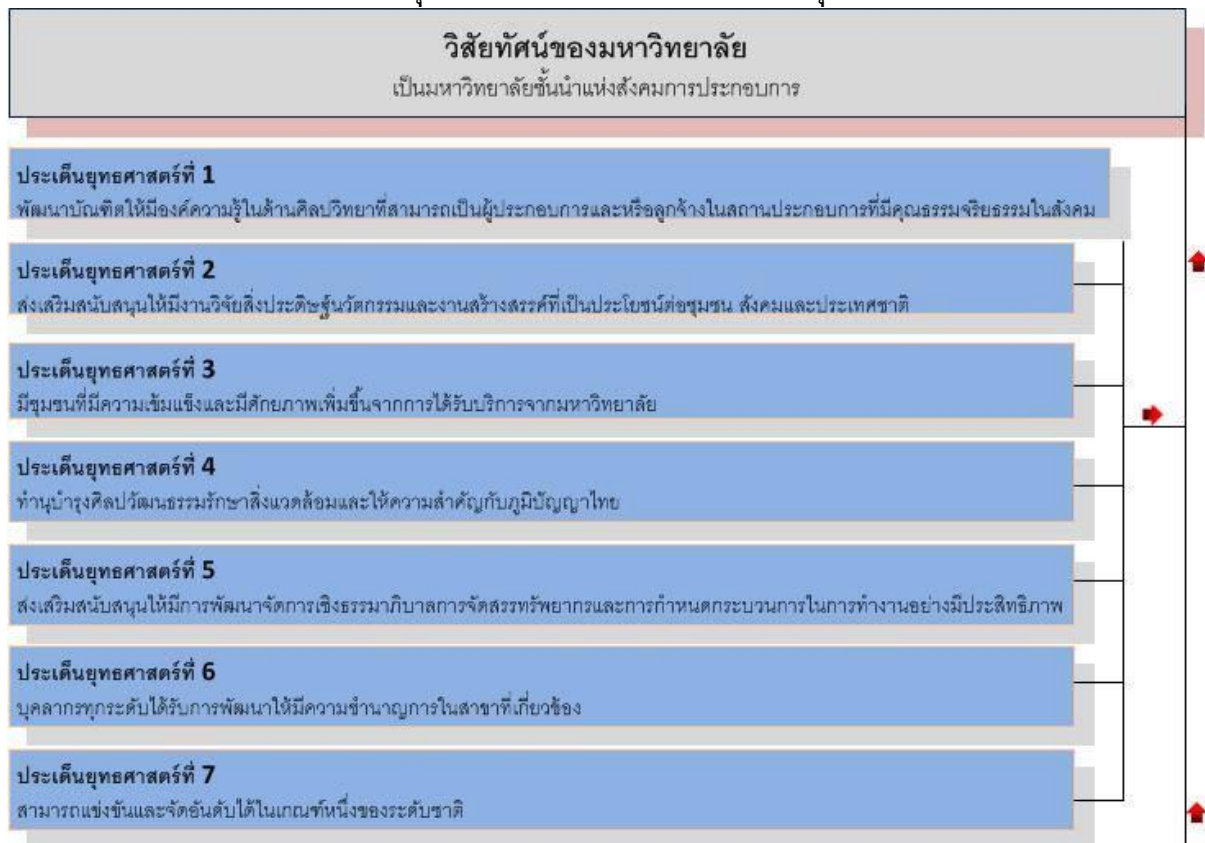 วิสัยทัศน์ของมหาวิทยาลัย
เป็นมหาวิทยาลัยชั้นนำแห่งสังคมการประกอบการ
ประเด็นยุทธศาสตร์ที่ 1
พัฒนาบัณฑิตให้มีองค์ความรู้ในด้านศิลปวิทยาที่สามารถเป็นผู้ประกอบการและหรือลูกจ้างในสถานประกอบการที่มีคุณธรรมจริยธรรมในสังคม
ประเด็นยุทธศาสตร์ที่ 2
ส่งเสริมสนับสนุนให้มีงานวิจัยสิ่งประดิษฐ์นวัตกรรมและงานสร้างสรรค์ที่เป็นประโยชน์ต่อชุมชน สังคมและประเทศชาติ
ประเด็นยุทธศาสตร์ที่ 3
มีชุมชนที่มีความเข้มแข็งและมีศักยภาพเพิ่มขึ้นจากการได้รับบริการจากมหาวิทยาลัย
ประเด็นยุทธศาสตร์ที่ 4
ทำนุบำรุงศิลปวัฒนธรรมรักษาสิ่งแวดล้อมและให้ความสำคัญกับภูมิปัญญาไทย
ประเด็นยุทธศาสตร์ที่ 5
ส่งเสริมสนับสนุนให้มีการพัฒนาจัดการเชิงธรรมาภิบาลการจัดสรรทรัพยากรและการกำหนดกระบวนการในการทำงานอย่างมีประสิทธิภาพ
ประเด็นยุทธศาสตร์ที่ 6
บุคลากรทุกระดับได้รับการพัฒนาให้มีความชำนาญการในสาขาที่เกี่ยวข้อง
ประเด็นยุทธศาสตร์ที่ 7
สามารถแข่งขันและจัดอันดับได้ในเกณฑ์หนึ่งของระดับชาติ